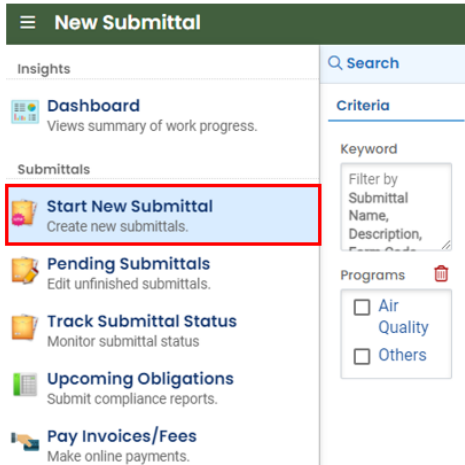 New Submittal
Insights
Dashboard
Views summary of work progress.
Submittals
Start New Submittal
Create new submittals.
Pending Submittals
Edit unfinished submittals.
Track Submittal Status
Monitor submittal status
Upcoming Obligations
Submit compliance reports.
Pay Invoices/Fees
Make online payments.
Search
Criteria
Keyword
Filter by
Submittal
Name,
Description,
Form Code
Programs
Air
Quality
Others